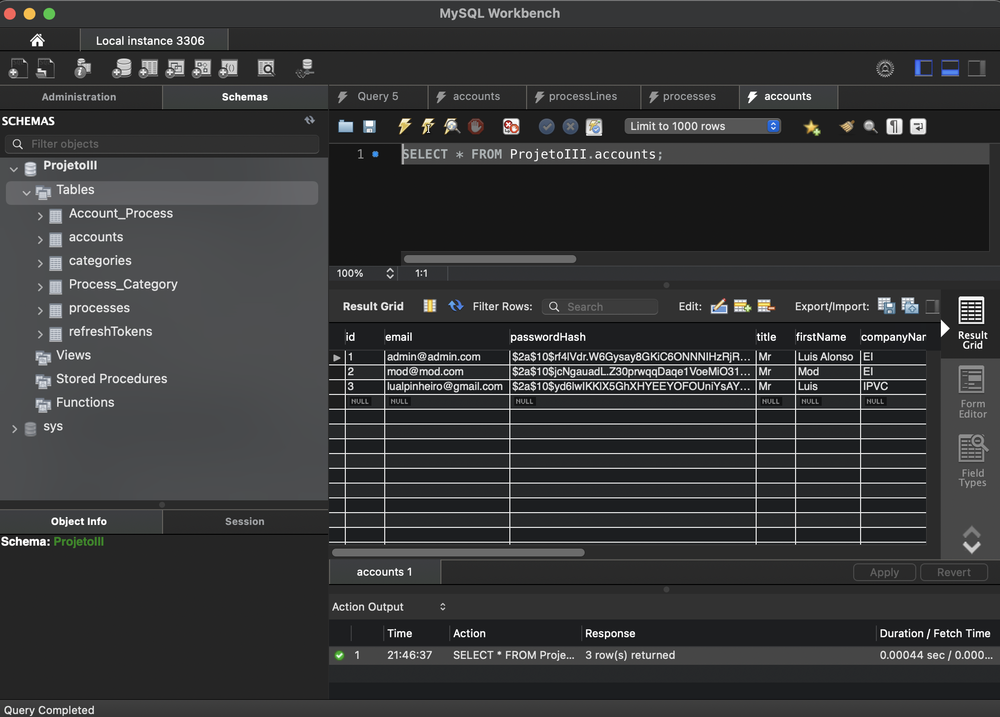 MySQL Workbench
Local instance 3306
Administration
Schemas
Query 5
accounts
processLines
processes
accounts
SCHEMAS
Filter objects
Limit to 1000 rows
1
SELECT * FROM ProjetoIII.accounts;
ProjetoIII
Tables
Account_Process
accounts
categories
Process_Category
processes
refreshTokens
Views
Stored Procedures
Functions
sys
100%
1:1
Result Grid
Filter Rows:
Search
Edit:
Export/Import:
id email passwordHash title firstName companyNam
1 admin@admin.com $2a$10$rf4lVdr.W6Gysay8GKiC6ONNNIHzRjR... Mr Luis Alonso EI
2 mod@mod.com $2a$10$jcNgauadL.Z30prwqqDaqe1VoeMiO31... Mr Mod EI
3 lualpinheiro@gmail.com $2a$10$yd6lwIKKlX5GhXHYEEYOFOUniYsAY... Mr Luis IPVC
NULL NULL NULL NULL NULL NULL
Result
Grid
Form
Editor
Field
Types
Object Info
Session
Schema: ProjetoIII
accounts 1
Apply
Revert
Action Output
Time Action Response Duration / Fetch Time
1 21:46:37 SELECT * FROM Proje... 3 row(s) returned 0.00044 sec / 0.000...
Query Completed